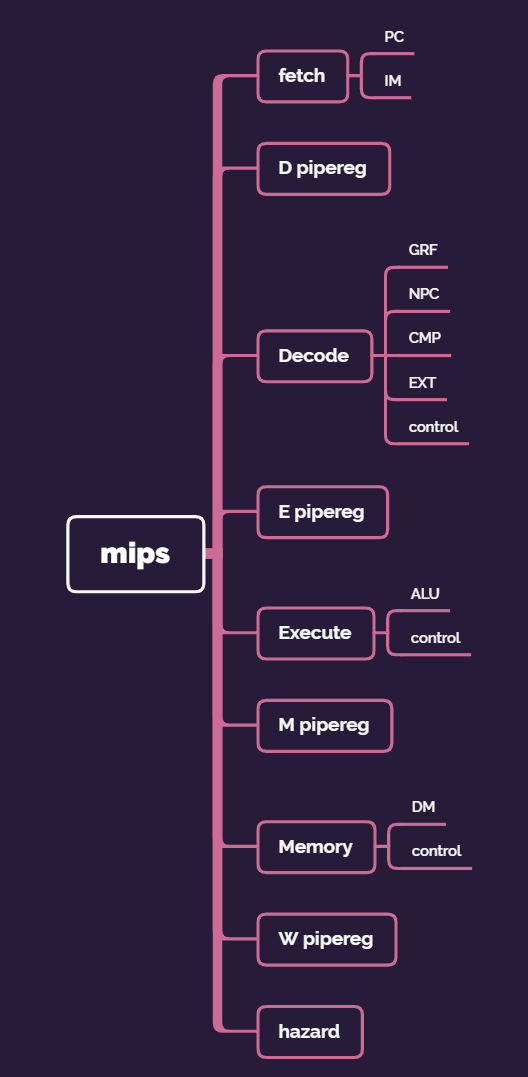 PC
fetch
IM
D pipereg
GRF
NPC
CMP
Decode
EXT
control
E pipereg
mips
ALU
Execute
control
M pipereg
DM
Memory
control
W pipereg
hazard